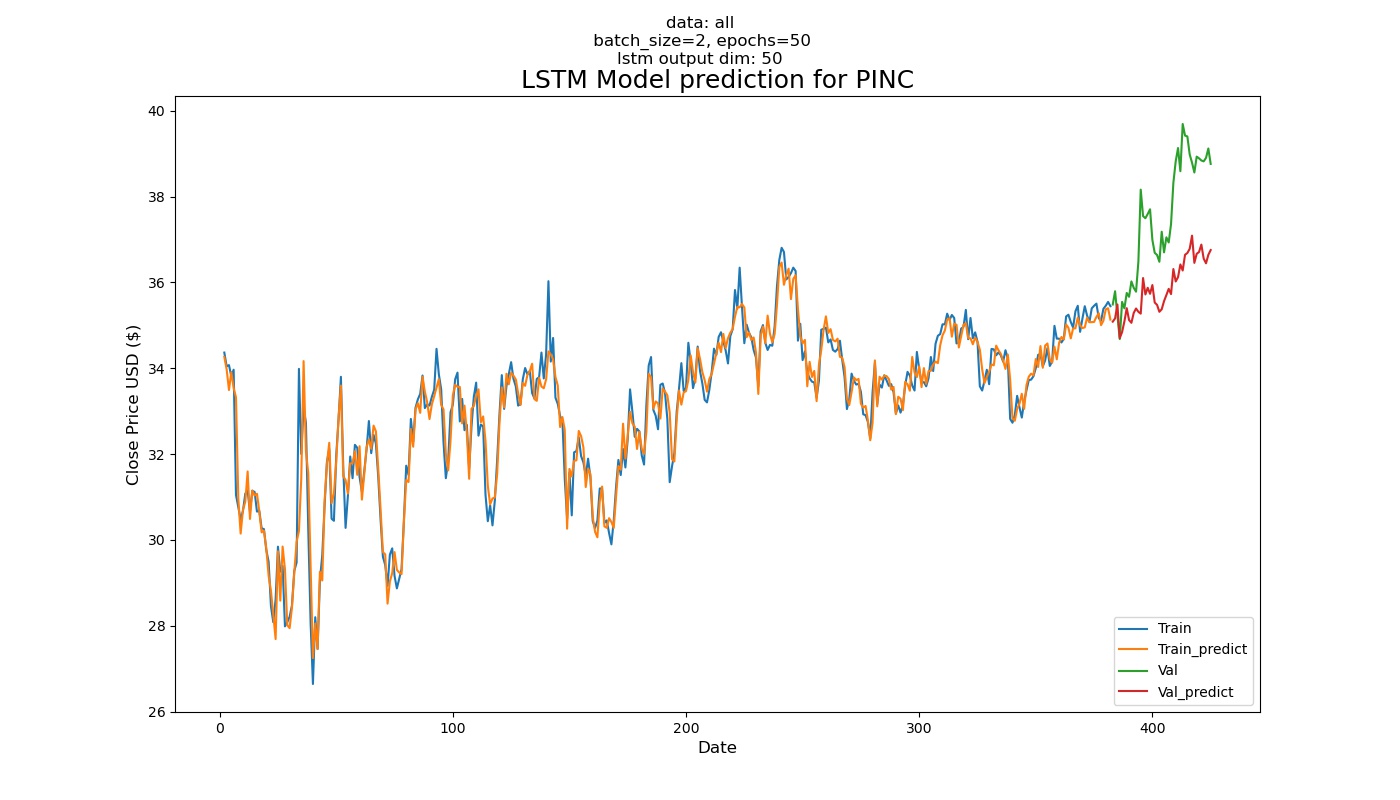 data: all
batch_size=2, epochs=50
lstm output dim: 50
LSTM Model prediction for PINC
Close Price USD ($)
40
38
36
34
32
30
28
26
0
100
200
300
400
Date
Train
Train_predict
Val
Val_predict